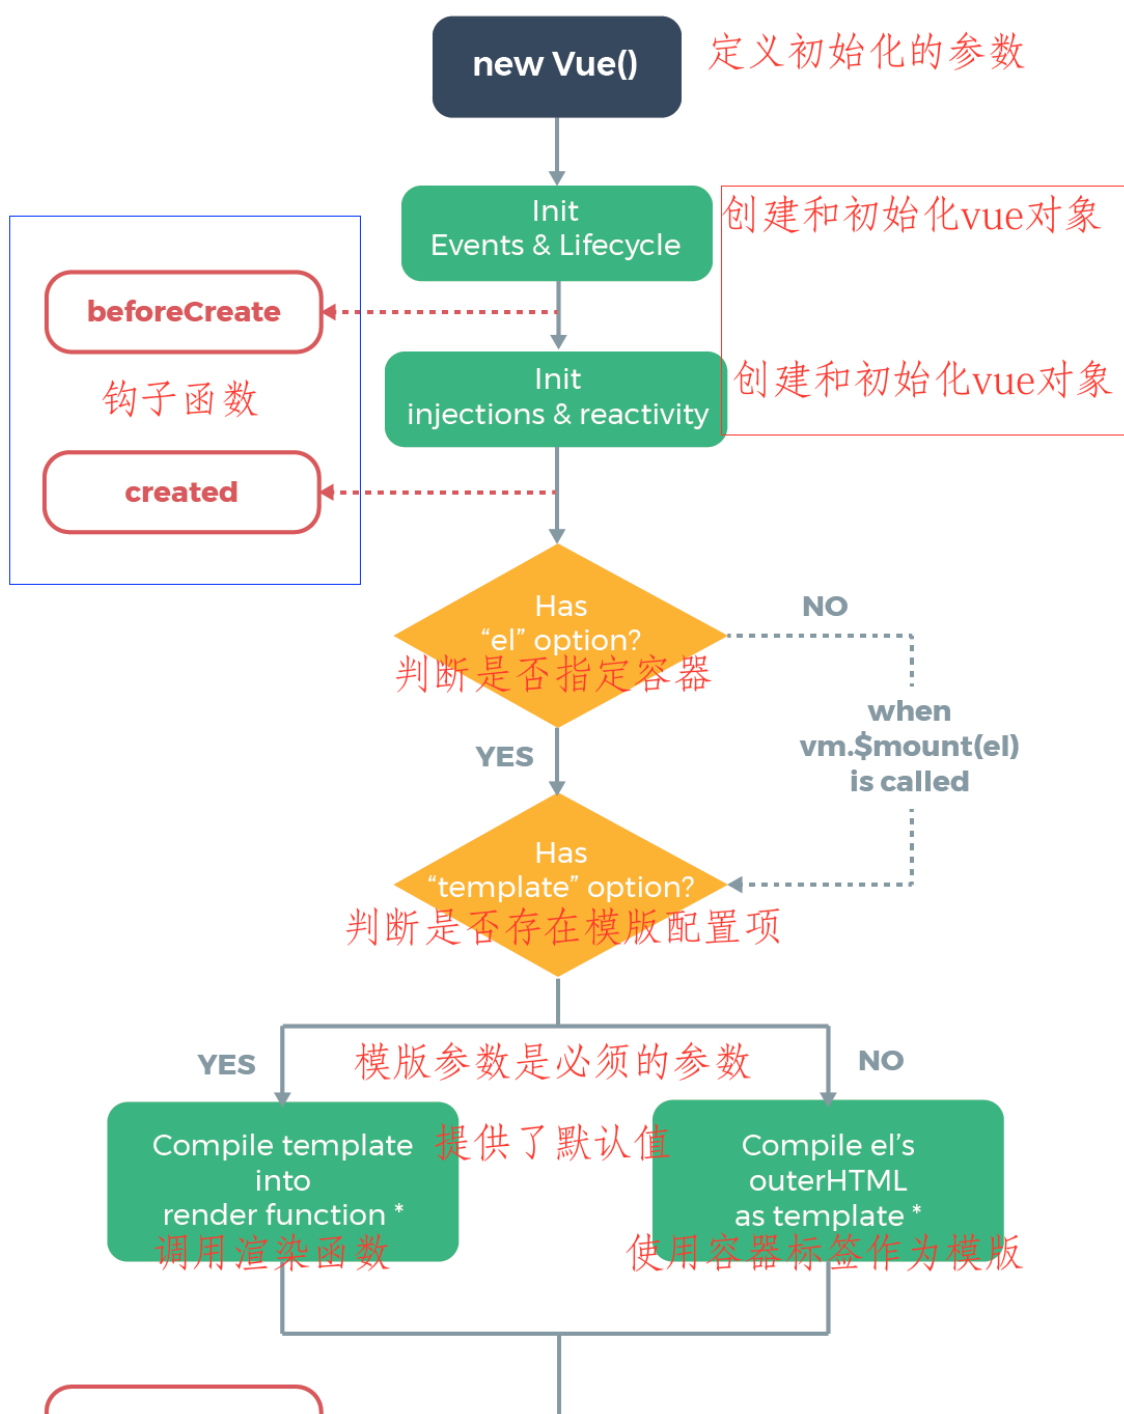 new Vue()
定义初始化的参数
Init
Events & Lifecycle
创建和初始化vue对象
beforeCreate
钩子函数
Init
injections & reactivity
创建和初始化vue对象
created
Has
“el” option?
判断是否指定容器
NO
YES
when
vm.$mount(el)
is called
Has
“template” option?
判断是否存在模版配置项
YES
模版参数是必须的参数
NO
提供了默认值
Compile template
into
render function *
调用渲染函数
Compile el’s
outerHTML
as template *
使用容器标签作为模版